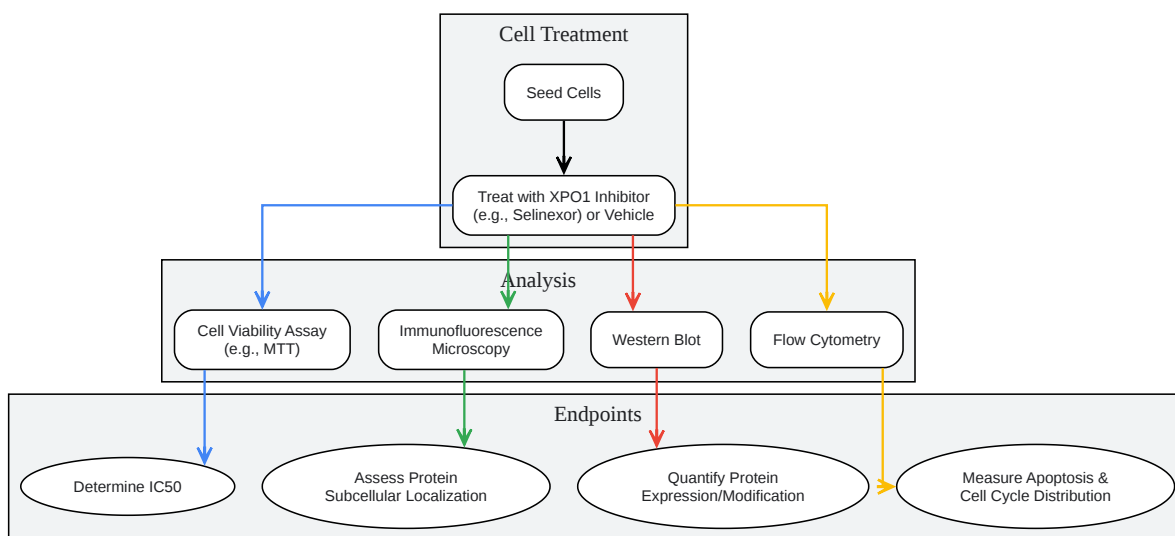 Cell Treatment
Seed Cells
Treat with XPO1 Inhibitor
(e.g., Selinexor) or Vehicle
Analysis
Cell Viability Assay
(e.g., MTT)
Immunofluorescence
Microscopy
Western Blot
Flow Cytometry
Endpoints
Determine IC50
Assess Protein
Subcellular Localization
Quantify Protein
Expression/Modification
Measure Apoptosis &
Cell Cycle Distribution